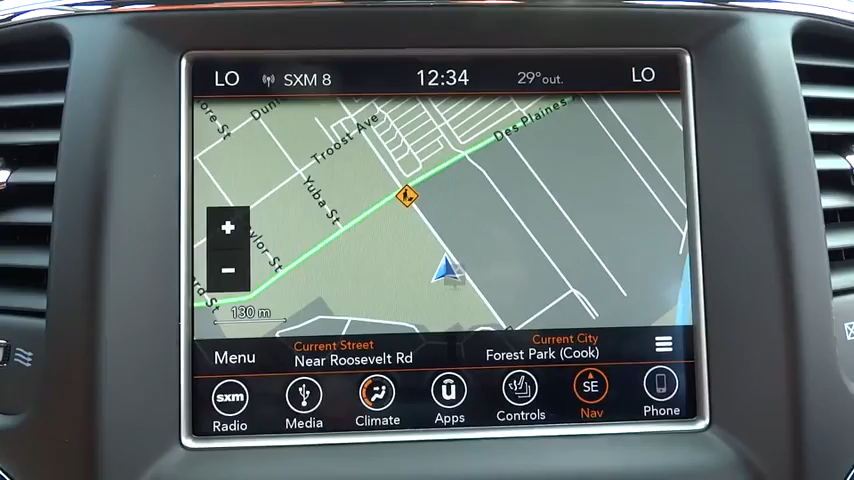 LO SXM 8 12:34 29°out. LO
Troost Ave
Des Plaines
Yuba St
+
−
130 m
Menu
Current Street
Near Roosevelt Rd
Current City
Forest Park (Cook)
sxm
SE
Radio Media Climate Apps Controls Nav Phone